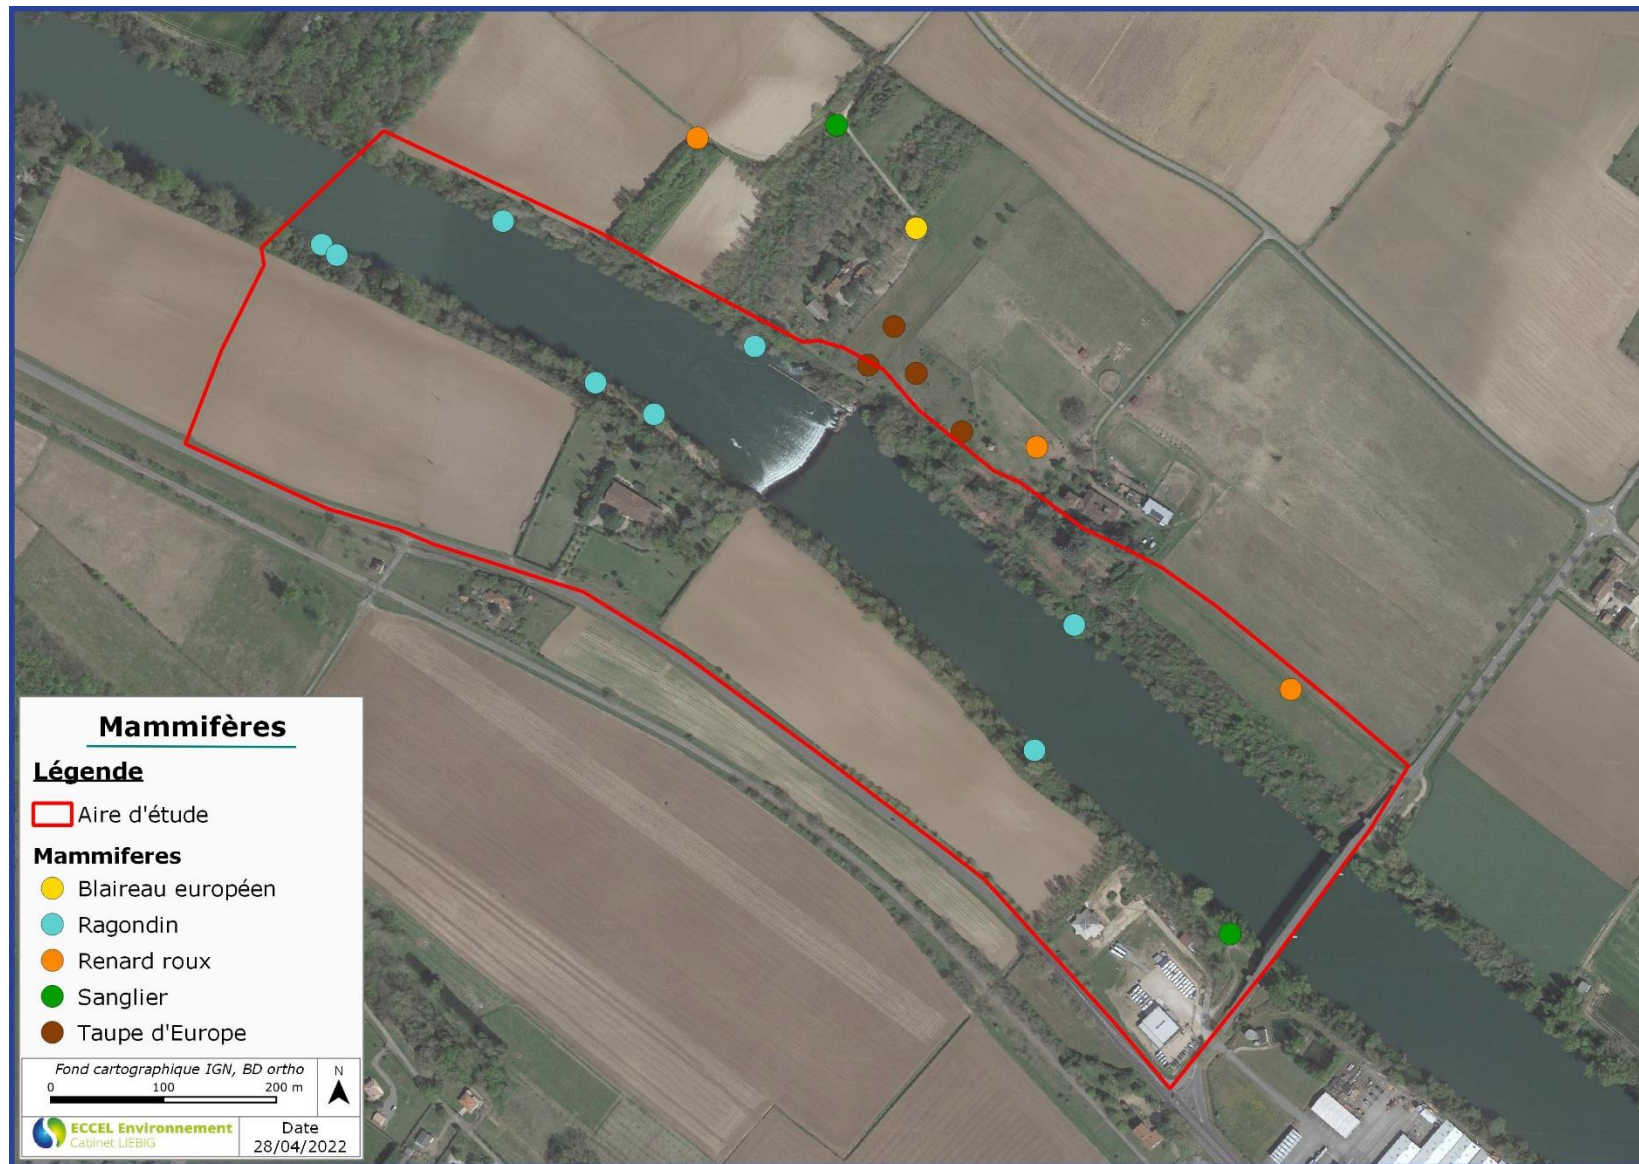 Mammifères
Légende
Aire d'étude
Mammiferes
Blaireau européen
Ragondin
Renard roux
Sanglier
Taupe d'Europe
Fond cartographique IGN, BD ortho
0 100 200 m
N
ECCEL Environnement
Cabinet LIEBIG
Date
28/04/2022